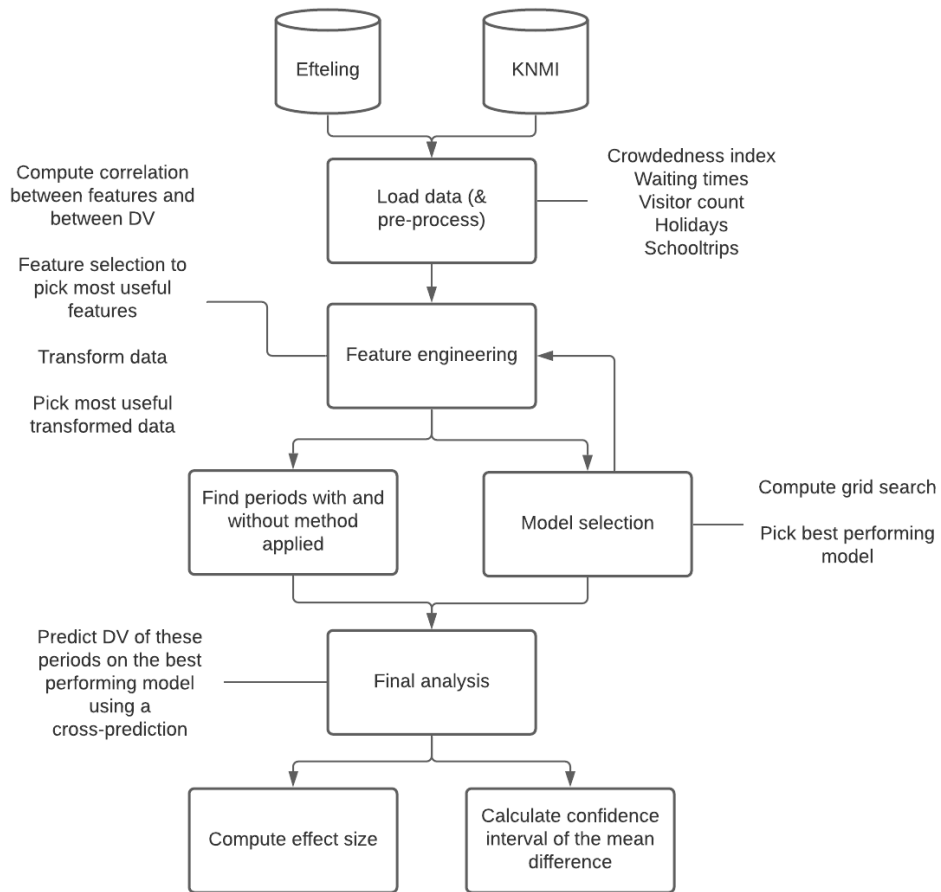 Efteling
KNMI
Compute correlation
between features and
between DV
Feature selection to
pick most useful
features
Transform data
Pick most useful
transformed data
Load data (&
pre-process)
Crowdedness index
Waiting times
Visitor count
Holidays
Schooltrips
Feature engineering
Find periods with and
without method
applied
Model selection
Compute grid search
Pick best performing
model
Predict DV of these
periods on the best
performing model
using a
cross-prediction
Final analysis
Compute effect size
Calculate confidence
interval of the mean
difference